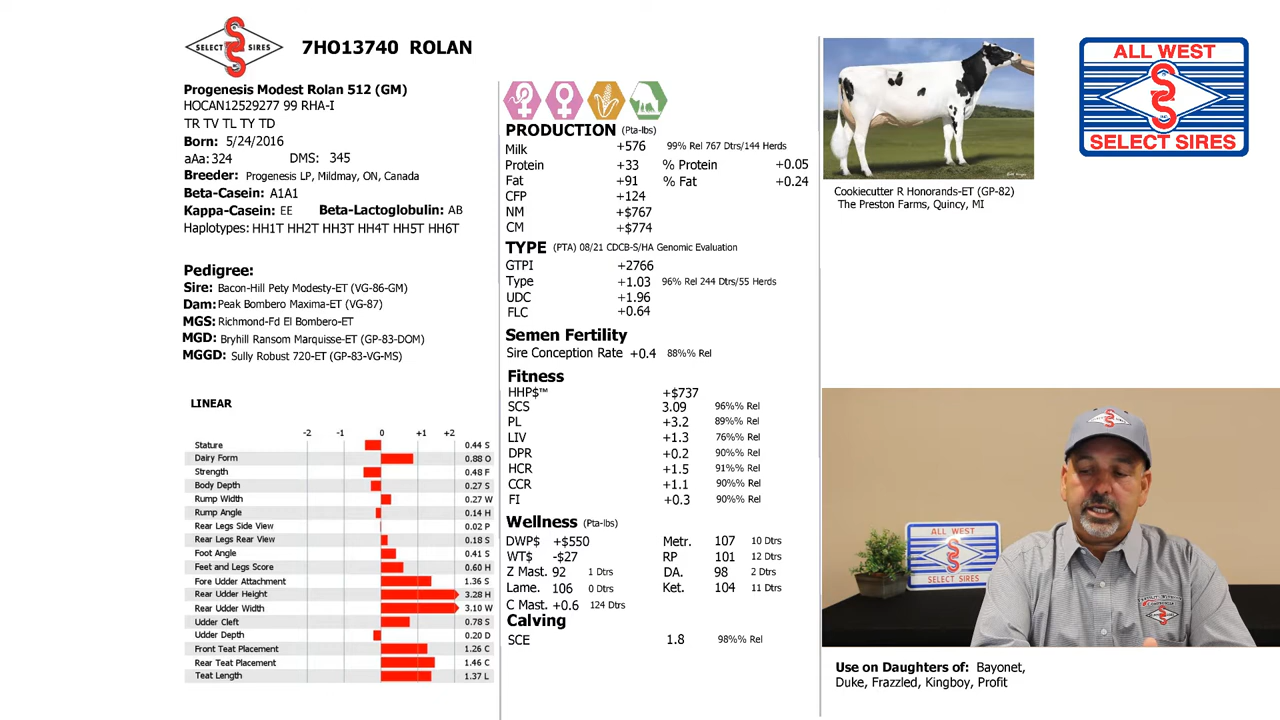 SELECT SIRES
7HO13740 ROLAN
Progenesis Modest Rolan 512 (GM)
HOCAN12529277 99 RHA-I
TR TV TL TY TD
Born: 5/24/2016
aAa: 324 DMS: 345
Breeder: Progenesis LP, Mildmay, ON, Canada
Beta-Casein: A1A1
Kappa-Casein: EE Beta-Lactoglobulin: AB
Haplotypes: HH1T HH2T HH3T HH4T HH5T HH6T
Pedigree:
Sire: Bacon-Hill Pety Modesty-ET (VG-86-GM)
Dam: Peak Bombero Maxima-ET (VG-87)
MGS: Richmond-Fd El Bombero-ET
MGD: Bryhill Ransom Marquisse-ET (GP-83-DOM)
MGGD: Sully Robust 720-ET (GP-83-VG-MS)
LINEAR
-2 -1 0 +1 +2
Stature 0.44 S
Dairy Form 0.88 O
Strength 0.48 F
Body Depth 0.27 S
Rump Width 0.27 W
Rump Angle 0.14 H
Rear Legs Side View 0.02 P
Rear Legs Rear View 0.18 S
Foot Angle 0.41 S
Feet and Legs Score 0.60 H
Fore Udder Attachment 1.36 S
Rear Udder Height 3.28 H
Rear Udder Width 3.10 W
Udder Cleft 0.78 S
Udder Depth 0.20 D
Front Teat Placement 1.26 C
Rear Teat Placement 1.46 C
Teat Length 1.37 L
PRODUCTION (Pta-lbs)
Milk +576 99% Rel 767 Dtrs/144 Herds
Protein +33 % Protein +0.05
Fat +91 % Fat +0.24
CFP +124
NM +$767
CM +$774
TYPE (PTA) 08/21 CDCB-S/HA Genomic Evaluation
GTPI +2766
Type +1.03 96% Rel 244 Dtrs/55 Herds
UDC +1.96
FLC +0.64
Semen Fertility
Sire Conception Rate +0.4 88%% Rel
Fitness
HHP$™ +$737
SCS 3.09 96%% Rel
PL +3.2 89%% Rel
LIV +1.3 76%% Rel
DPR +0.2 90%% Rel
HCR +1.5 91%% Rel
CCR +1.1 90%% Rel
FI +0.3 90%% Rel
Wellness (Pta-lbs)
DWP$ +$550 Metr. 107 10 Dtrs
WT$ -$27 RP 101 12 Dtrs
Z Mast. 92 1 Dtrs DA. 98 2 Dtrs
Lame. 106 0 Dtrs Ket. 104 11 Dtrs
C Mast. +0.6 124 Dtrs
Calving
SCE 1.8 98%% Rel
Cookiecutter R Honorands-ET (GP-82)
The Preston Farms, Quincy, MI
ALL WEST
SELECT SIRES
ALL WEST
SELECT SIRES
Use on Daughters of: Bayonet,
Duke, Frazzled, Kingboy, Profit